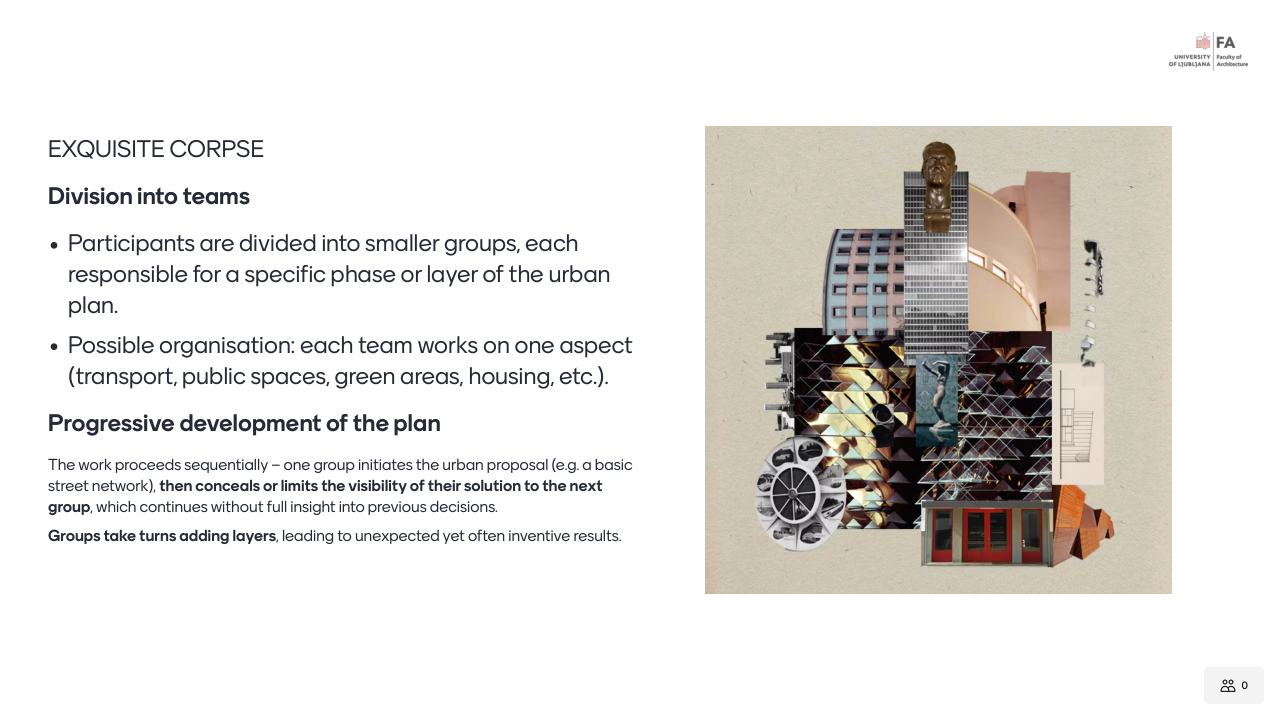 FA
UNIVERSITY
OF LJUBLJANA
Faculty of
Architecture
EXQUISITE CORPSE
Division into teams
• Participants are divided into smaller groups, each
responsible for a specific phase or layer of the urban
plan.
• Possible organisation: each team works on one aspect
(transport, public spaces, green areas, housing, etc.).
Progressive development of the plan
The work proceeds sequentially – one group initiates the urban proposal (e.g. a basic
street network), then conceals or limits the visibility of their solution to the next
group, which continues without full insight into previous decisions.
Groups take turns adding layers, leading to unexpected yet often inventive results.
0